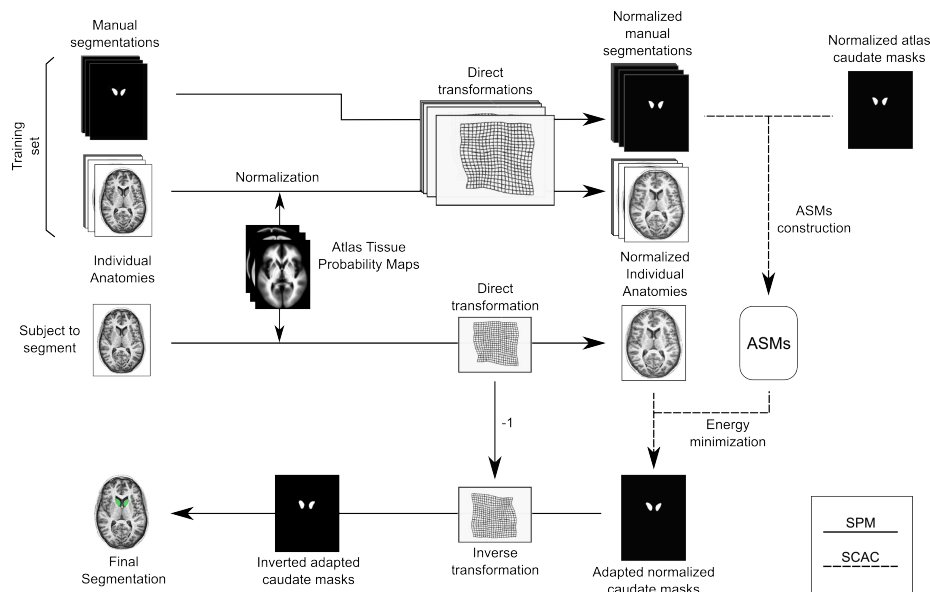 Manual
segmentations
Normalized
manual
segmentations
Normalized atlas
caudate masks
Direct
transformations
Training
set
Normalization
ASMs
construction
Atlas Tissue
Probability Maps
Individual
Anatomies
Normalized
Individual
Anatomies
Direct
transformation
Subject to
segment
ASMs
-1
Energy
minimization
SPM
SCAC
Final
Segmentation
Inverted adapted
caudate masks
Inverse
transformation
Adapted normalized
caudate masks